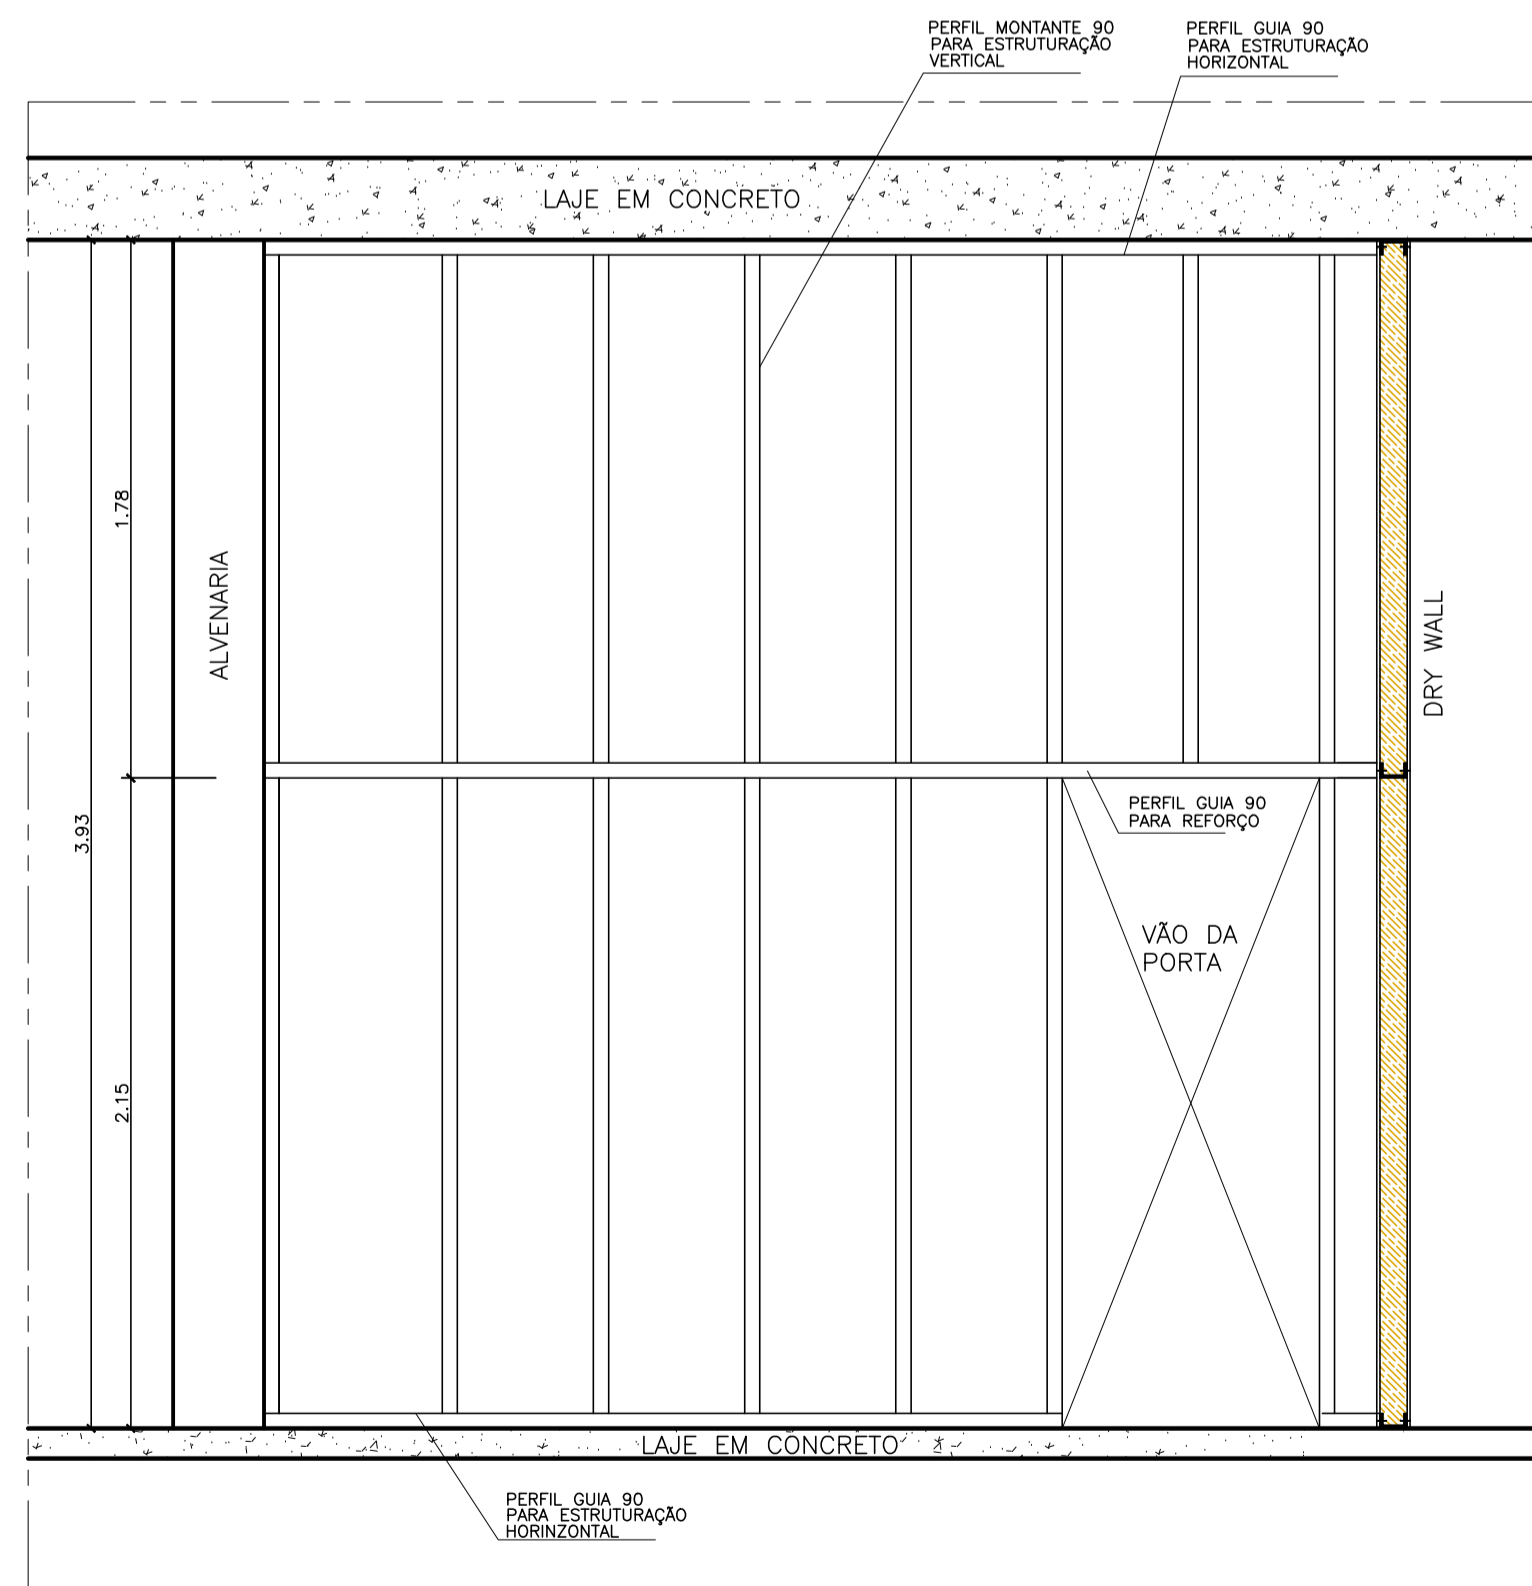 PERFIL MONTANTE 90
PARA ESTRUTURAÇÃO
VERTICAL
PERFIL GUIA 90
PARA ESTRUTURAÇÃO
HORIZONTAL
LAJE EM CONCRETO
1.78
ALVENARIA
DRY WALL
3.93
PERFIL GUIA 90
PARA REFORÇO
VÃO DA
PORTA
2.15
LAJE EM CONCRETO
PERFIL GUIA 90
PARA ESTRUTURAÇÃO
HORINZONTAL